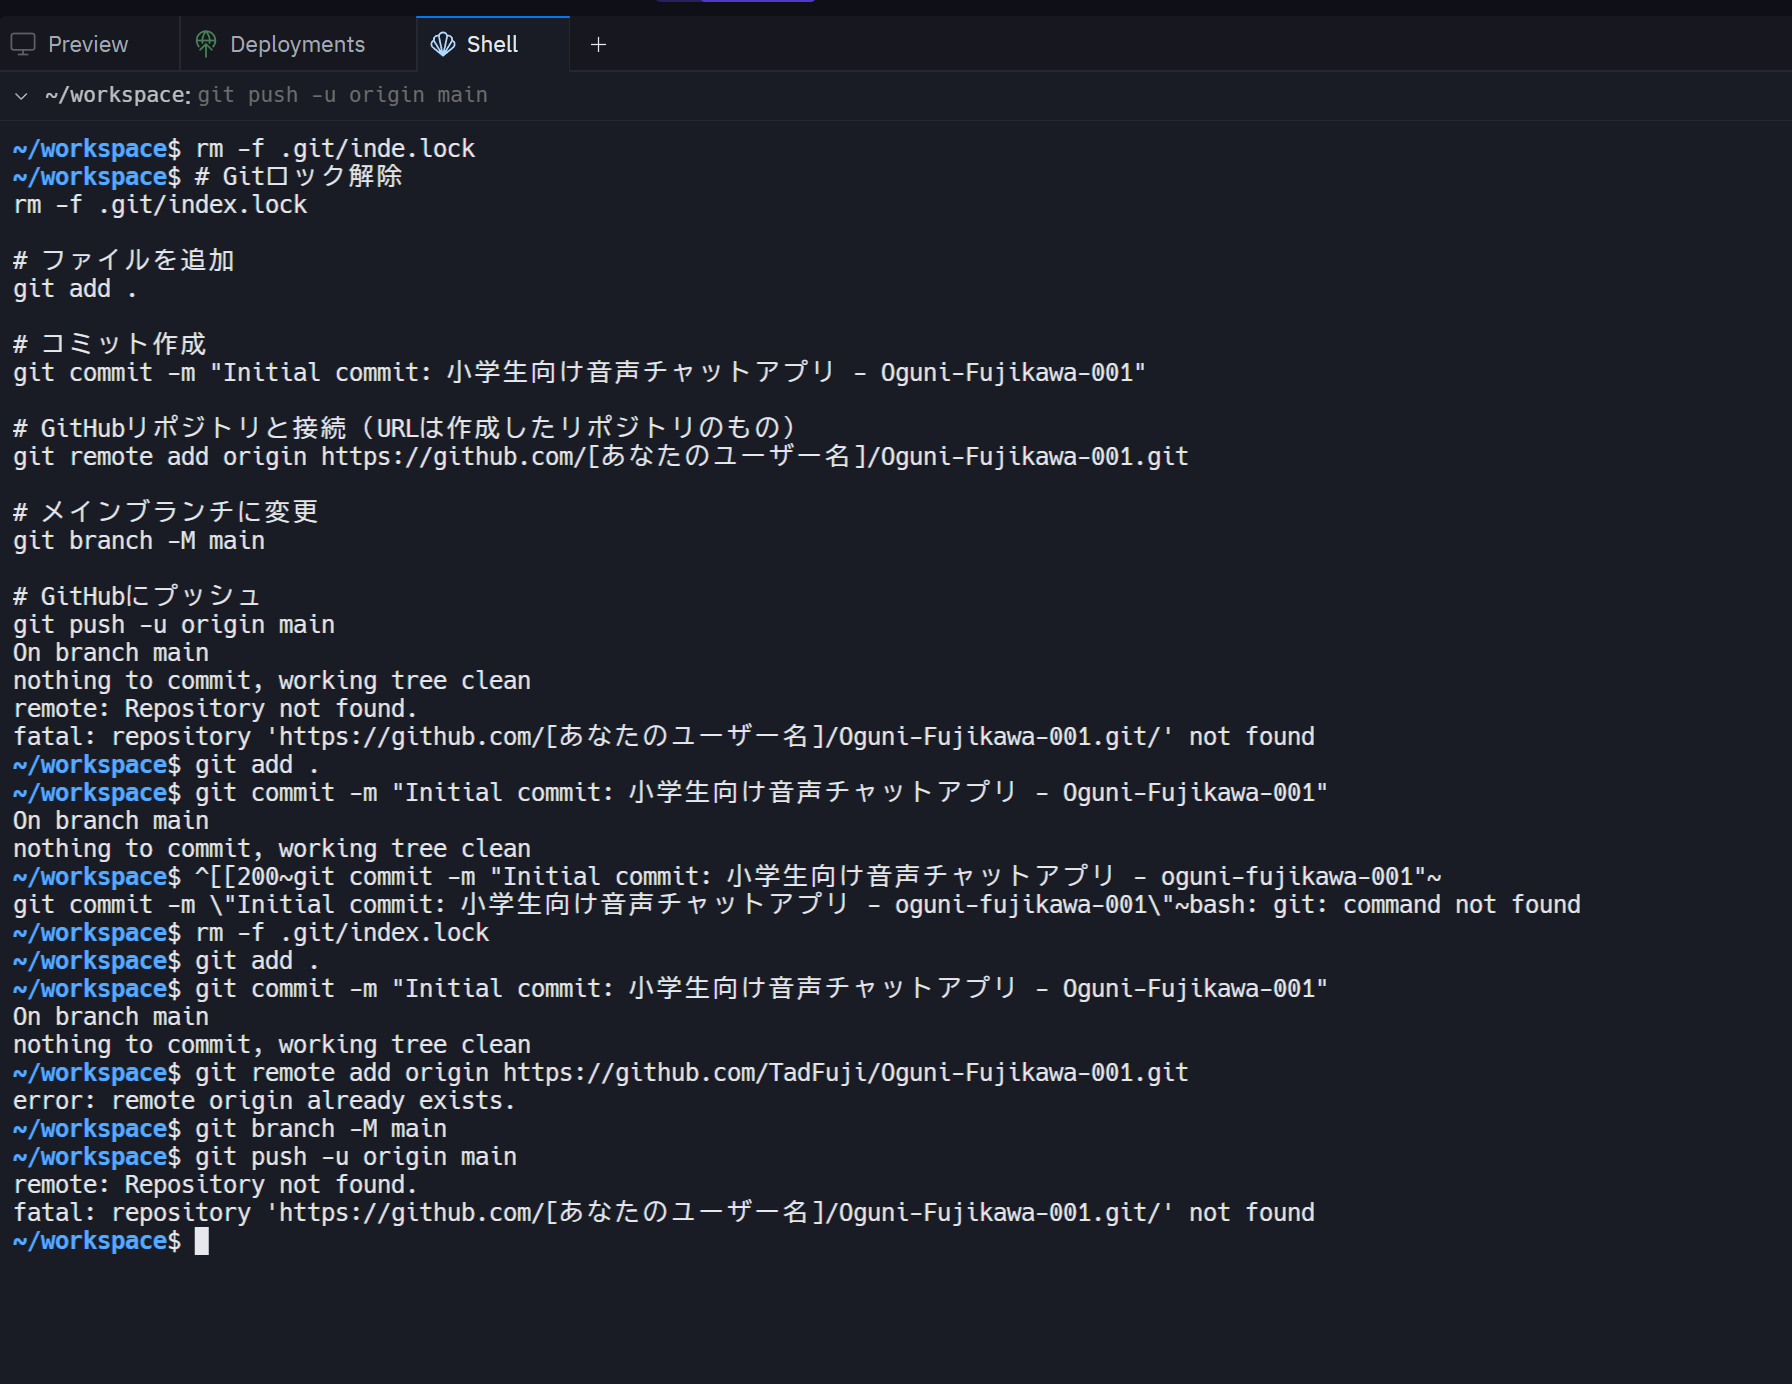 Preview
Deployments
Shell
~/workspace: git push -u origin main
~/workspace$ rm -f .git/inde.lock
~/workspace$ # Gitロック解除
rm -f .git/index.lock
# ファイルを追加
git add .
# コミット作成
git commit -m "Initial commit: 小学生向け音声チャットアプリ - Oguni-Fujikawa-001"
# GitHubリポジトリと接続（URLは作成したリポジトリのもの）
git remote add origin https://github.com/[あなたのユーザー名]/Oguni-Fujikawa-001.git
# メインブランチに変更
git branch -M main
# GitHubにプッシュ
git push -u origin main
On branch main
nothing to commit, working tree clean
remote: Repository not found.
fatal: repository 'https://github.com/[あなたのユーザー名]/Oguni-Fujikawa-001.git/' not found
~/workspace$ git add .
~/workspace$ git commit -m "Initial commit: 小学生向け音声チャットアプリ - Oguni-Fujikawa-001"
On branch main
nothing to commit, working tree clean
~/workspace$ ^[[200~git commit -m "Initial commit: 小学生向け音声チャットアプリ - oguni-fujikawa-001"~
git commit -m \"Initial commit: 小学生向け音声チャットアプリ - oguni-fujikawa-001\"~bash: git: command not found
~/workspace$ rm -f .git/index.lock
~/workspace$ git add .
~/workspace$ git commit -m "Initial commit: 小学生向け音声チャットアプリ - Oguni-Fujikawa-001"
On branch main
nothing to commit, working tree clean
~/workspace$ git remote add origin https://github.com/TadFuji/Oguni-Fujikawa-001.git
error: remote origin already exists.
~/workspace$ git branch -M main
~/workspace$ git push -u origin main
remote: Repository not found.
fatal: repository 'https://github.com/[あなたのユーザー名]/Oguni-Fujikawa-001.git/' not found
~/workspace$